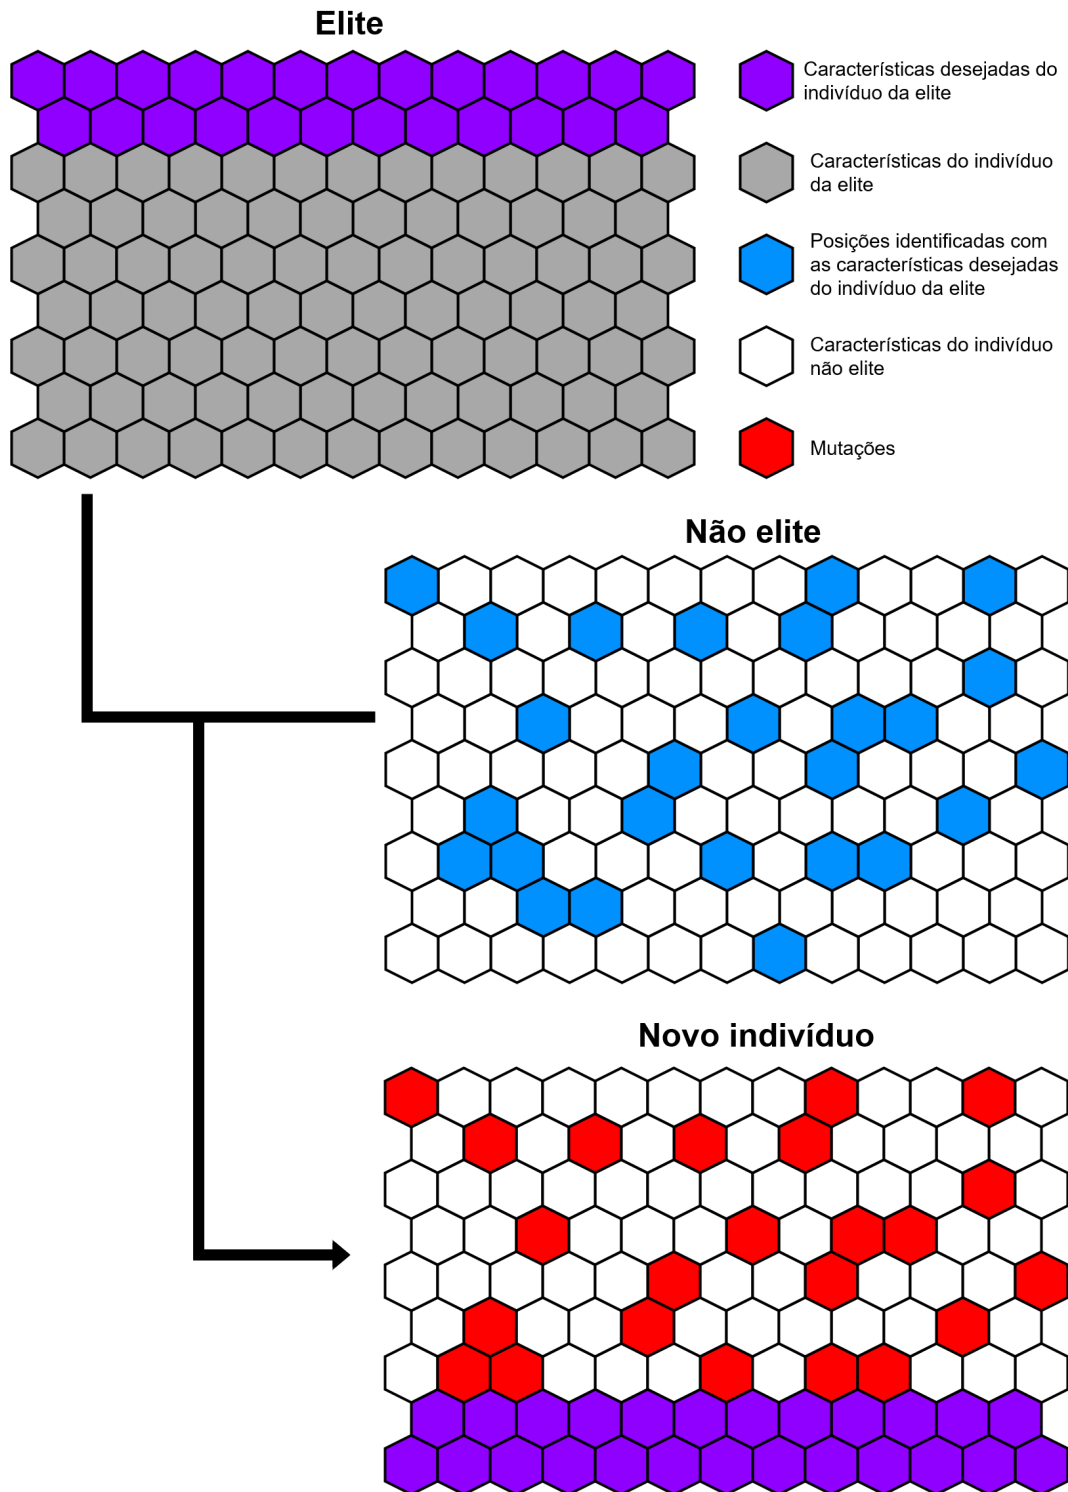 Elite
Características desejadas do
indivíduo da elite
Características do indivíduo
da elite
Posições identificadas com
as características desejadas
do indivíduo da elite
Características do indivíduo
não elite
Mutações
Não elite
Novo indivíduo